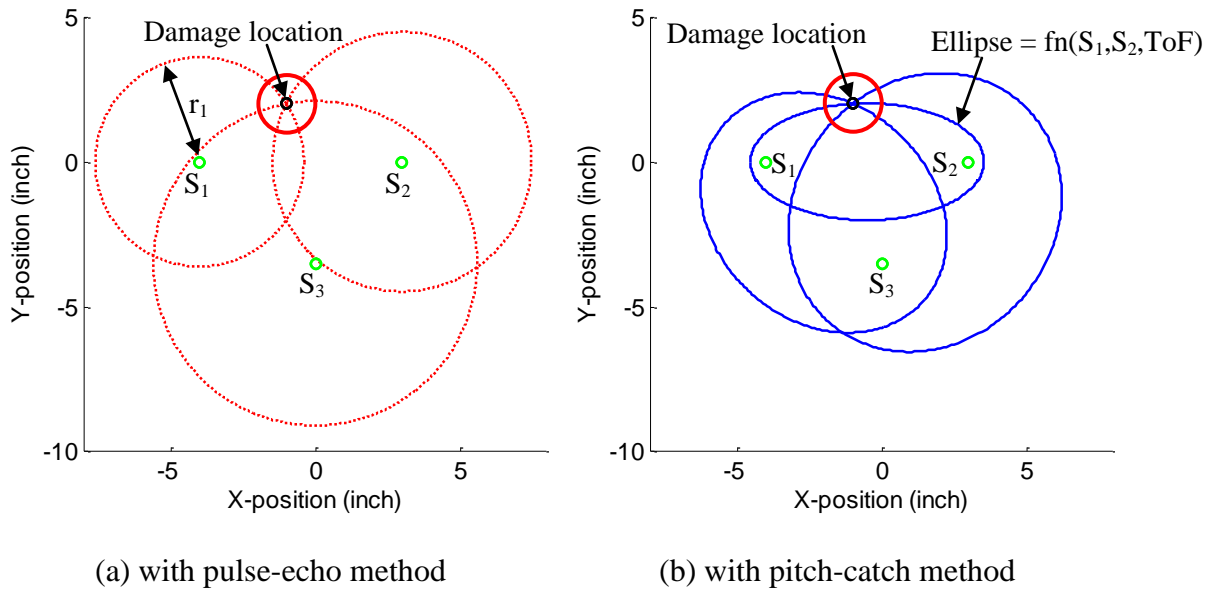 5
Damage location
r₁
0
S₁
S₂
S₃
-5
-10
-5
0
5
Y-position (inch)
X-position (inch)
(a) with pulse-echo method
5
Damage location
Ellipse = fn(S₁,S₂,ToF)
0
S₁
S₂
S₃
-5
-10
-5
0
5
Y-position (inch)
X-position (inch)
(b) with pitch-catch method